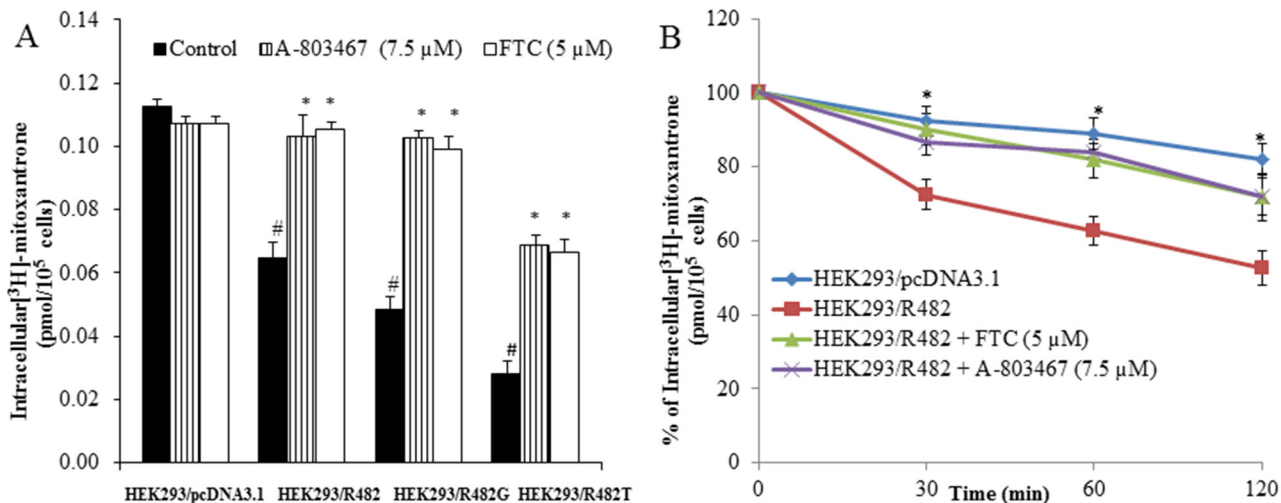 A
Control A-803467 (7.5 µM) FTC (5 µM)
Intracellular[³H]-mitoxantrone
(pmol/10⁵ cells)
0.14
0.12
0.10
0.08
0.06
0.04
0.02
0.00
* *
* *
* *
#
#
#
HEK293/pcDNA3.1 HEK293/R482 HEK293/R482G HEK293/R482T
B
% of Intracellular[³H]-mitoxantrone
(pmol/10⁵ cells)
120
100
80
60
40
20
0
* * *
HEK293/pcDNA3.1
HEK293/R482
HEK293/R482 + FTC (5 µM)
HEK293/R482 + A-803467 (7.5 µM)
0 30 60 120
Time (min)